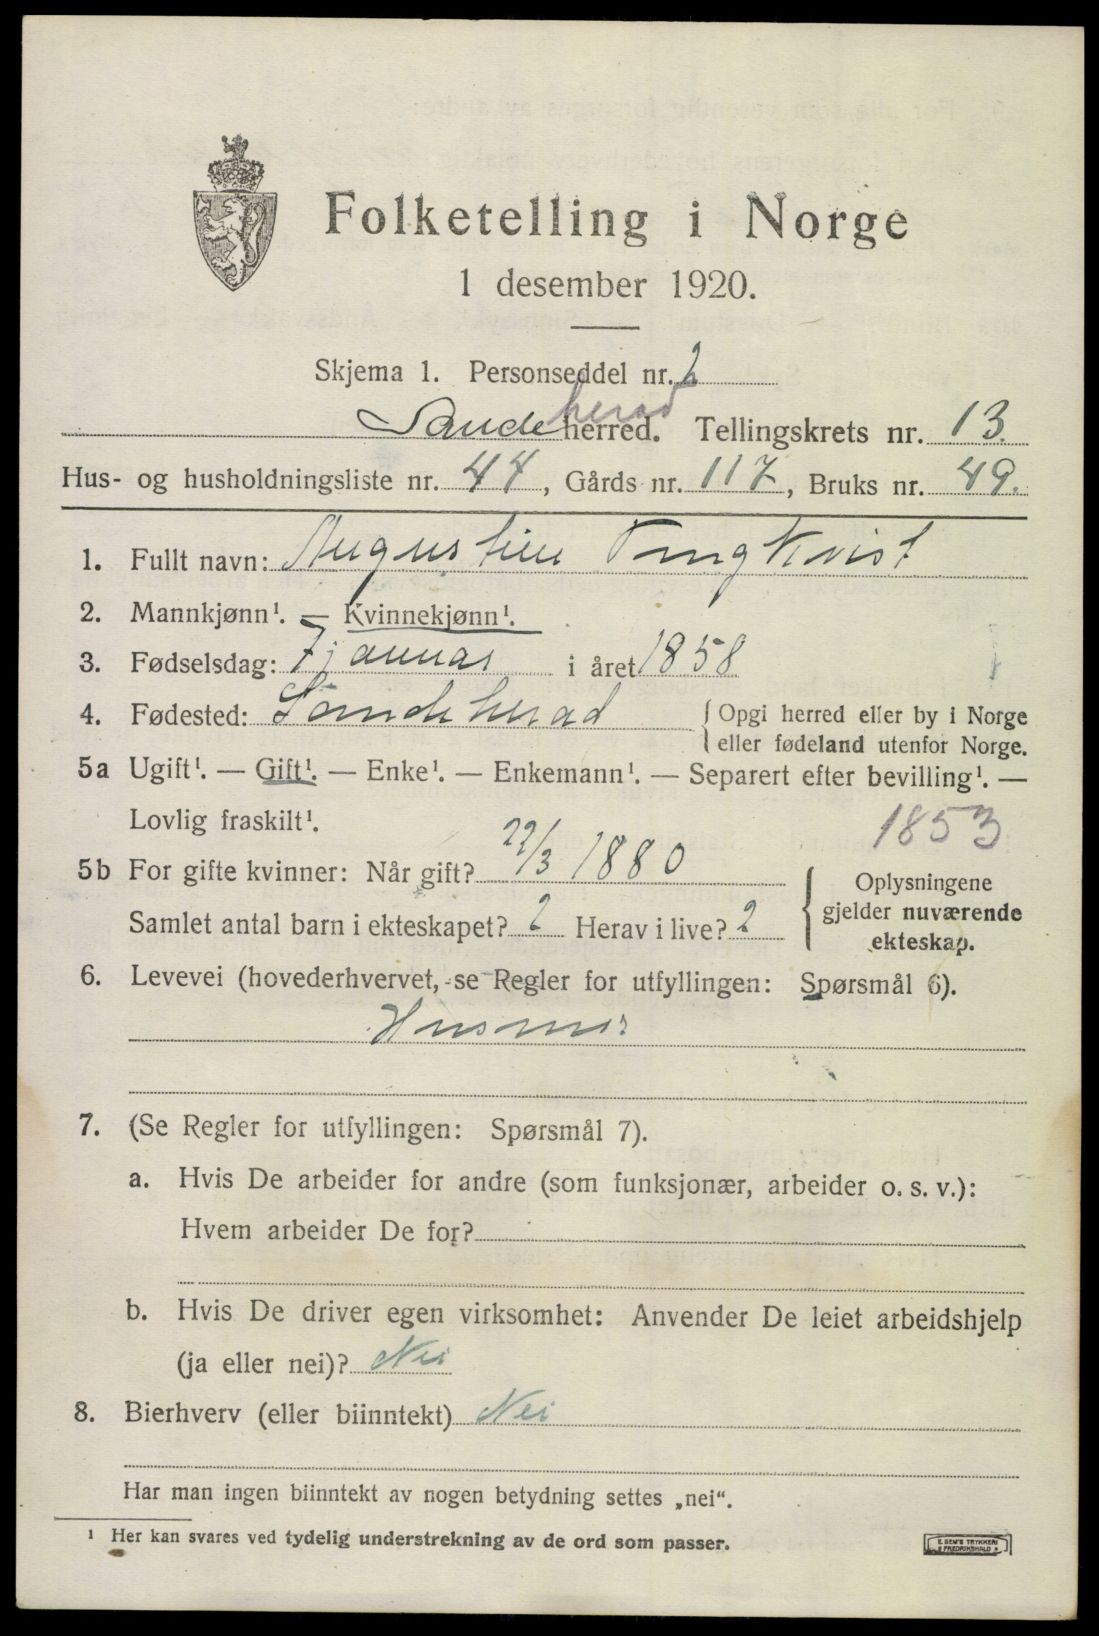 Folketelling i Norge
1 desember 1920.
Skjema 1. Personseddel nr. 2
herad
Sande herred. Tellingskrets nr. 13.
Hus- og husholdningsliste nr. 44, Gårds nr. 117, Bruks nr. 49.
1. Fullt navn: Augustine
2. Mannkjønn¹. — Kvinnekjønn¹.
3. Fødselsdag: 7 januar i året 1858
4. Fødested: Sandeherad { Opgi herred eller by i Norge
eller fødeland utenfor Norge.
5a Ugift¹. — Gift¹. — Enke¹. — Enkemann¹. — Separert efter bevilling¹. —
Lovlig fraskilt¹.
1853
5b For gifte kvinner: Når gift? 22/3 1880
Samlet antal barn i ekteskapet? 2 Herav i live? 2
{ Oplysningene
gjelder nuværende
ekteskap.
6. Levevei (hovederhvervet, se Regler for utfyllingen: Spørsmål 6).
Husmor
7. (Se Regler for utfyllingen: Spørsmål 7).
a. Hvis De arbeider for andre (som funksjonær, arbeider o. s. v.):
Hvem arbeider De for?
b. Hvis De driver egen virksomhet: Anvender De leiet arbeidshjelp
(ja eller nei)? Nei
8. Bierhverv (eller biinntekt) Nei
Har man ingen biinntekt av nogen betydning settes „nei“.
¹ Her kan svares ved tydelig understrekning av de ord som passer.
E. SEM'S TRYKKERI
FREDRIKSHALD